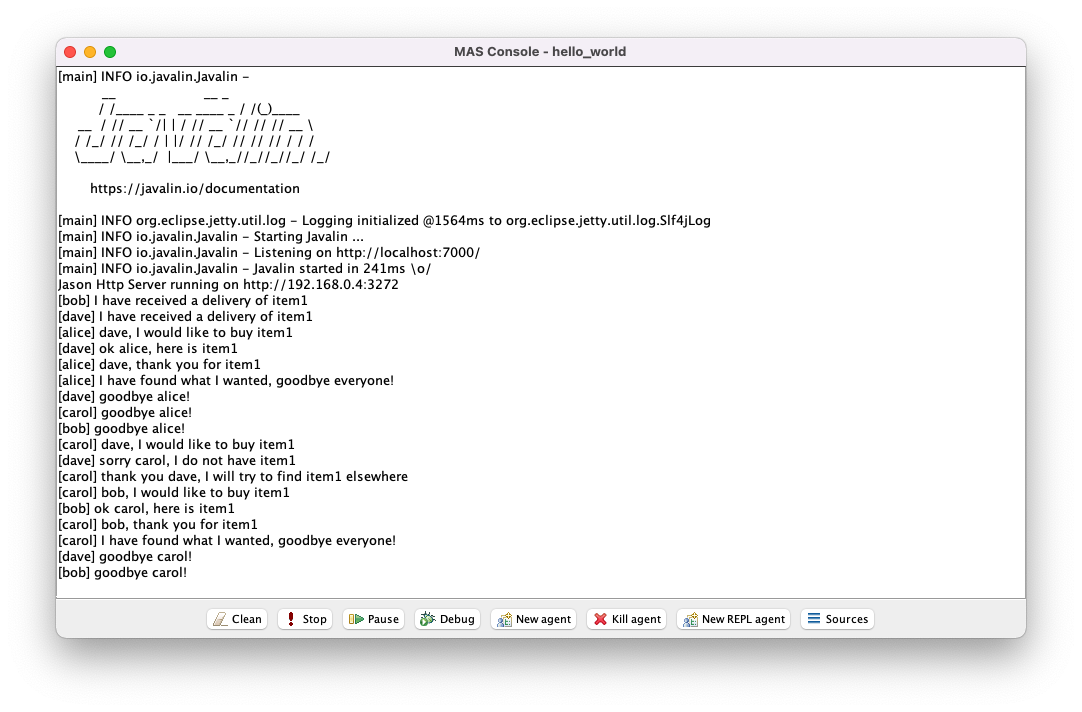 MAS Console - hello_world
[main] INFO io.javalin.Javalin -
           __                      __ _
          / /____ _ _   __ ____ _ / /(_)____
     __  / // __ `/| | / // __ `// // // __ \
    / /_/ // /_/ / | |/ // /_/ // // // / / /
    \____/ \__,_/  |___/ \__,_//_//_//_/ /_/
https://javalin.io/documentation
[main] INFO org.eclipse.jetty.util.log - Logging initialized @1564ms to org.eclipse.jetty.util.log.Slf4jLog
[main] INFO io.javalin.Javalin - Starting Javalin ...
[main] INFO io.javalin.Javalin - Listening on http://localhost:7000/
[main] INFO io.javalin.Javalin - Javalin started in 241ms \o/
Jason Http Server running on http://192.168.0.4:3272
[bob] I have received a delivery of item1
[dave] I have received a delivery of item1
[alice] dave, I would like to buy item1
[dave] ok alice, here is item1
[alice] dave, thank you for item1
[alice] I have found what I wanted, goodbye everyone!
[dave] goodbye alice!
[carol] goodbye alice!
[bob] goodbye alice!
[carol] dave, I would like to buy item1
[dave] sorry carol, I do not have item1
[carol] thank you dave, I will try to find item1 elsewhere
[carol] bob, I would like to buy item1
[bob] ok carol, here is item1
[carol] bob, thank you for item1
[carol] I have found what I wanted, goodbye everyone!
[dave] goodbye carol!
[bob] goodbye carol!
Clean Stop Pause Debug New agent Kill agent New REPL agent Sources